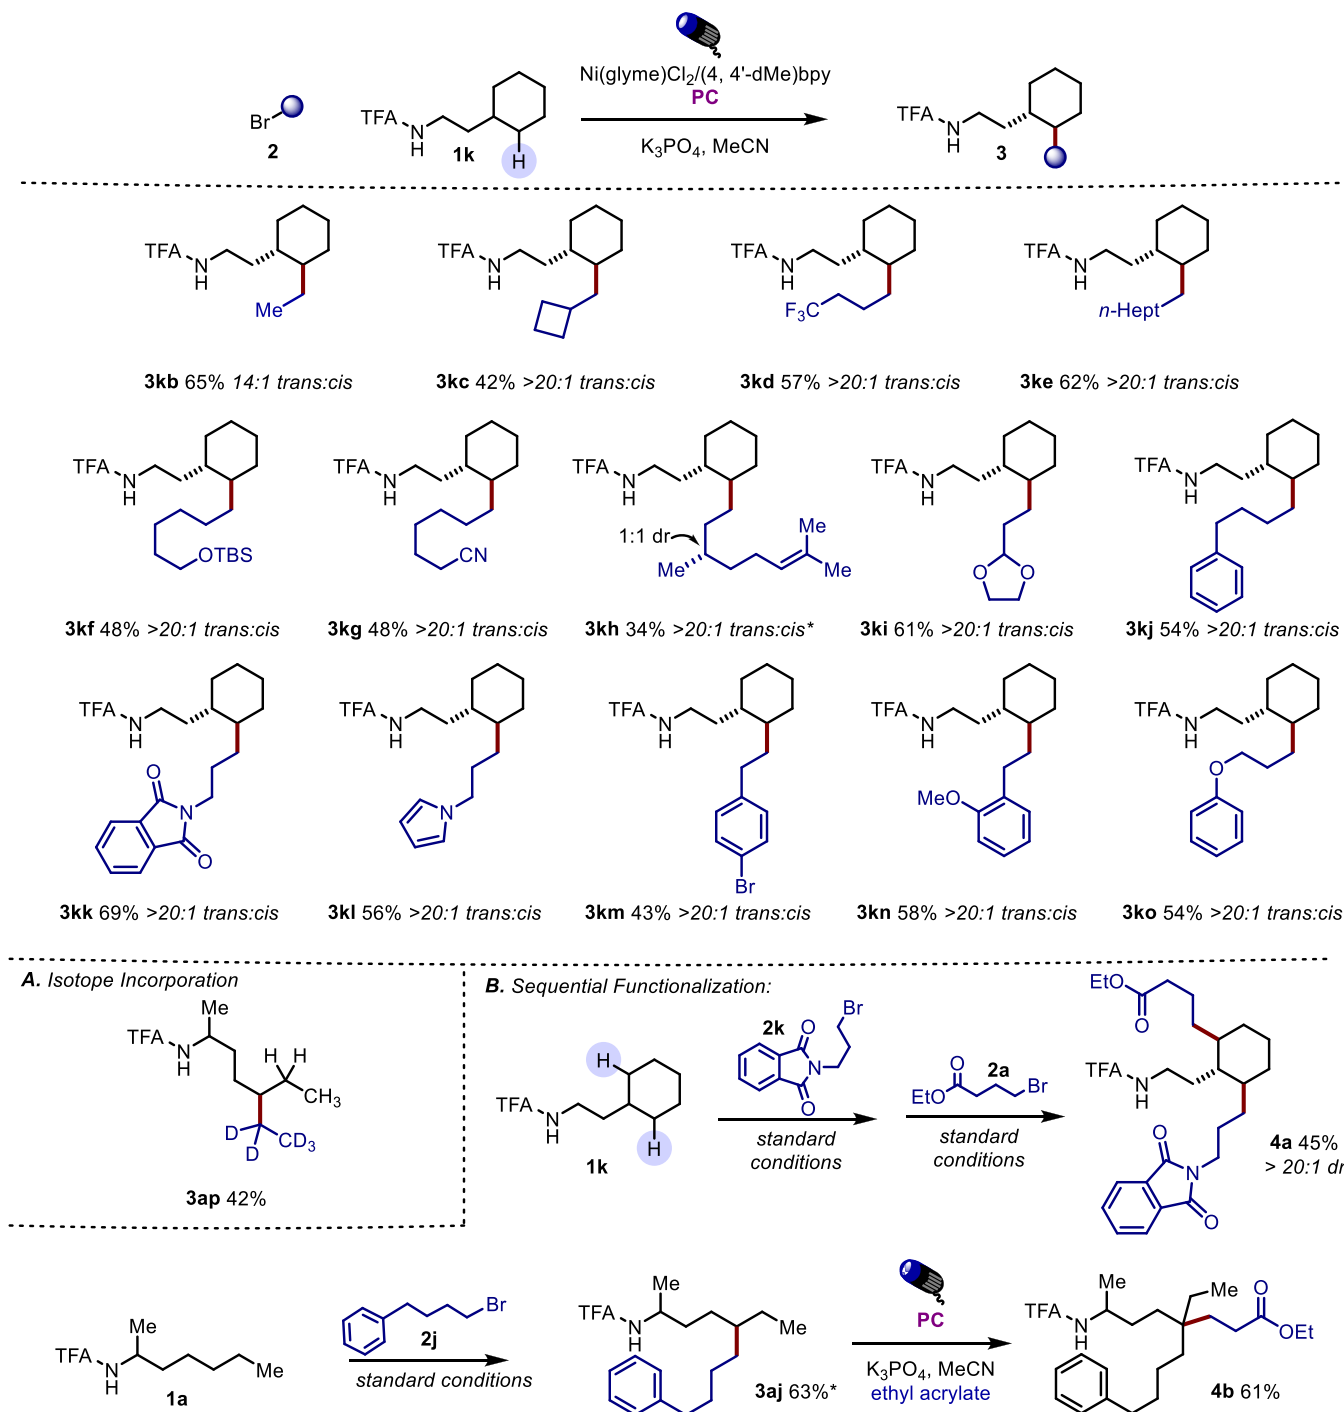 Ni(glyme)Cl2/(4, 4'-dMe)bpy
PC
K3PO4, MeCN
Br
2
TFA
N
H
1k
H
TFA
N
H
3
TFA
N
H
Me
3kb 65% 14:1 trans:cis
TFA
N
H
3kc 42% >20:1 trans:cis
TFA
N
H
F3C
3kd 57% >20:1 trans:cis
TFA
N
H
n-Hept
3ke 62% >20:1 trans:cis
TFA
N
H
OTBS
3kf 48% >20:1 trans:cis
TFA
N
H
CN
3kg 48% >20:1 trans:cis
TFA
N
H
1:1 dr
Me
Me
Me
3kh 34% >20:1 trans:cis*
TFA
N
H
O
O
3ki 61% >20:1 trans:cis
TFA
N
H
3kj 54% >20:1 trans:cis
TFA
N
H
O
N
O
3kk 69% >20:1 trans:cis
TFA
N
H
N
3kl 56% >20:1 trans:cis
TFA
N
H
Br
3km 43% >20:1 trans:cis
TFA
N
H
MeO
3kn 58% >20:1 trans:cis
TFA
N
H
O
3ko 54% >20:1 trans:cis
A. Isotope Incorporation
Me
TFA
N
H
H H
CH3
D
D
CD3
3ap 42%
B. Sequential Functionalization:
H
TFA
N
H
H
1k
2k
Br
O
N
O
standard
conditions
2a
O
EtO
Br
standard
conditions
EtO
O
TFA
N
H
O
N
O
4a 45%
> 20:1 dr
Me
TFA
N
H
Me
1a
Br
2j
standard conditions
Me
TFA
N
H
Me
3aj 63%*
PC
K3PO4, MeCN
ethyl acrylate
Me
TFA
N
H
Me
O
OEt
4b 61%